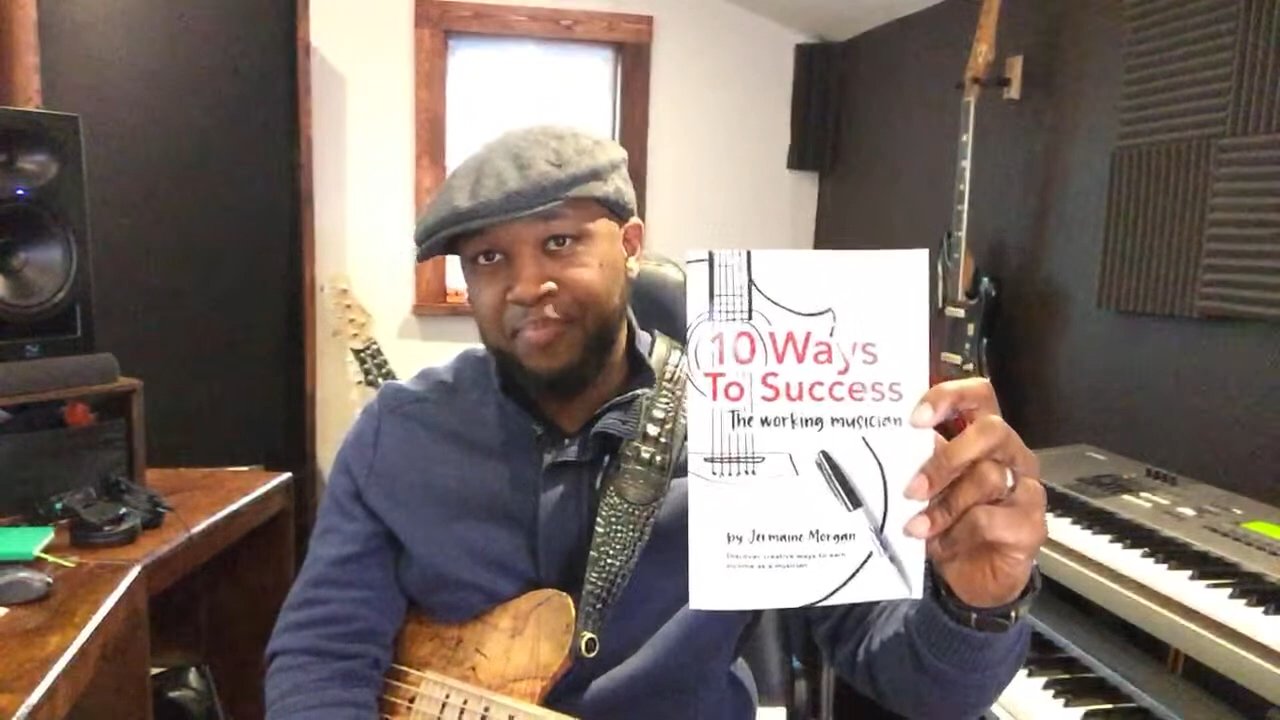 10 Ways
To Success
The working musician
by Jermaine Morgan
Discover creative ways to earn
income as a musician